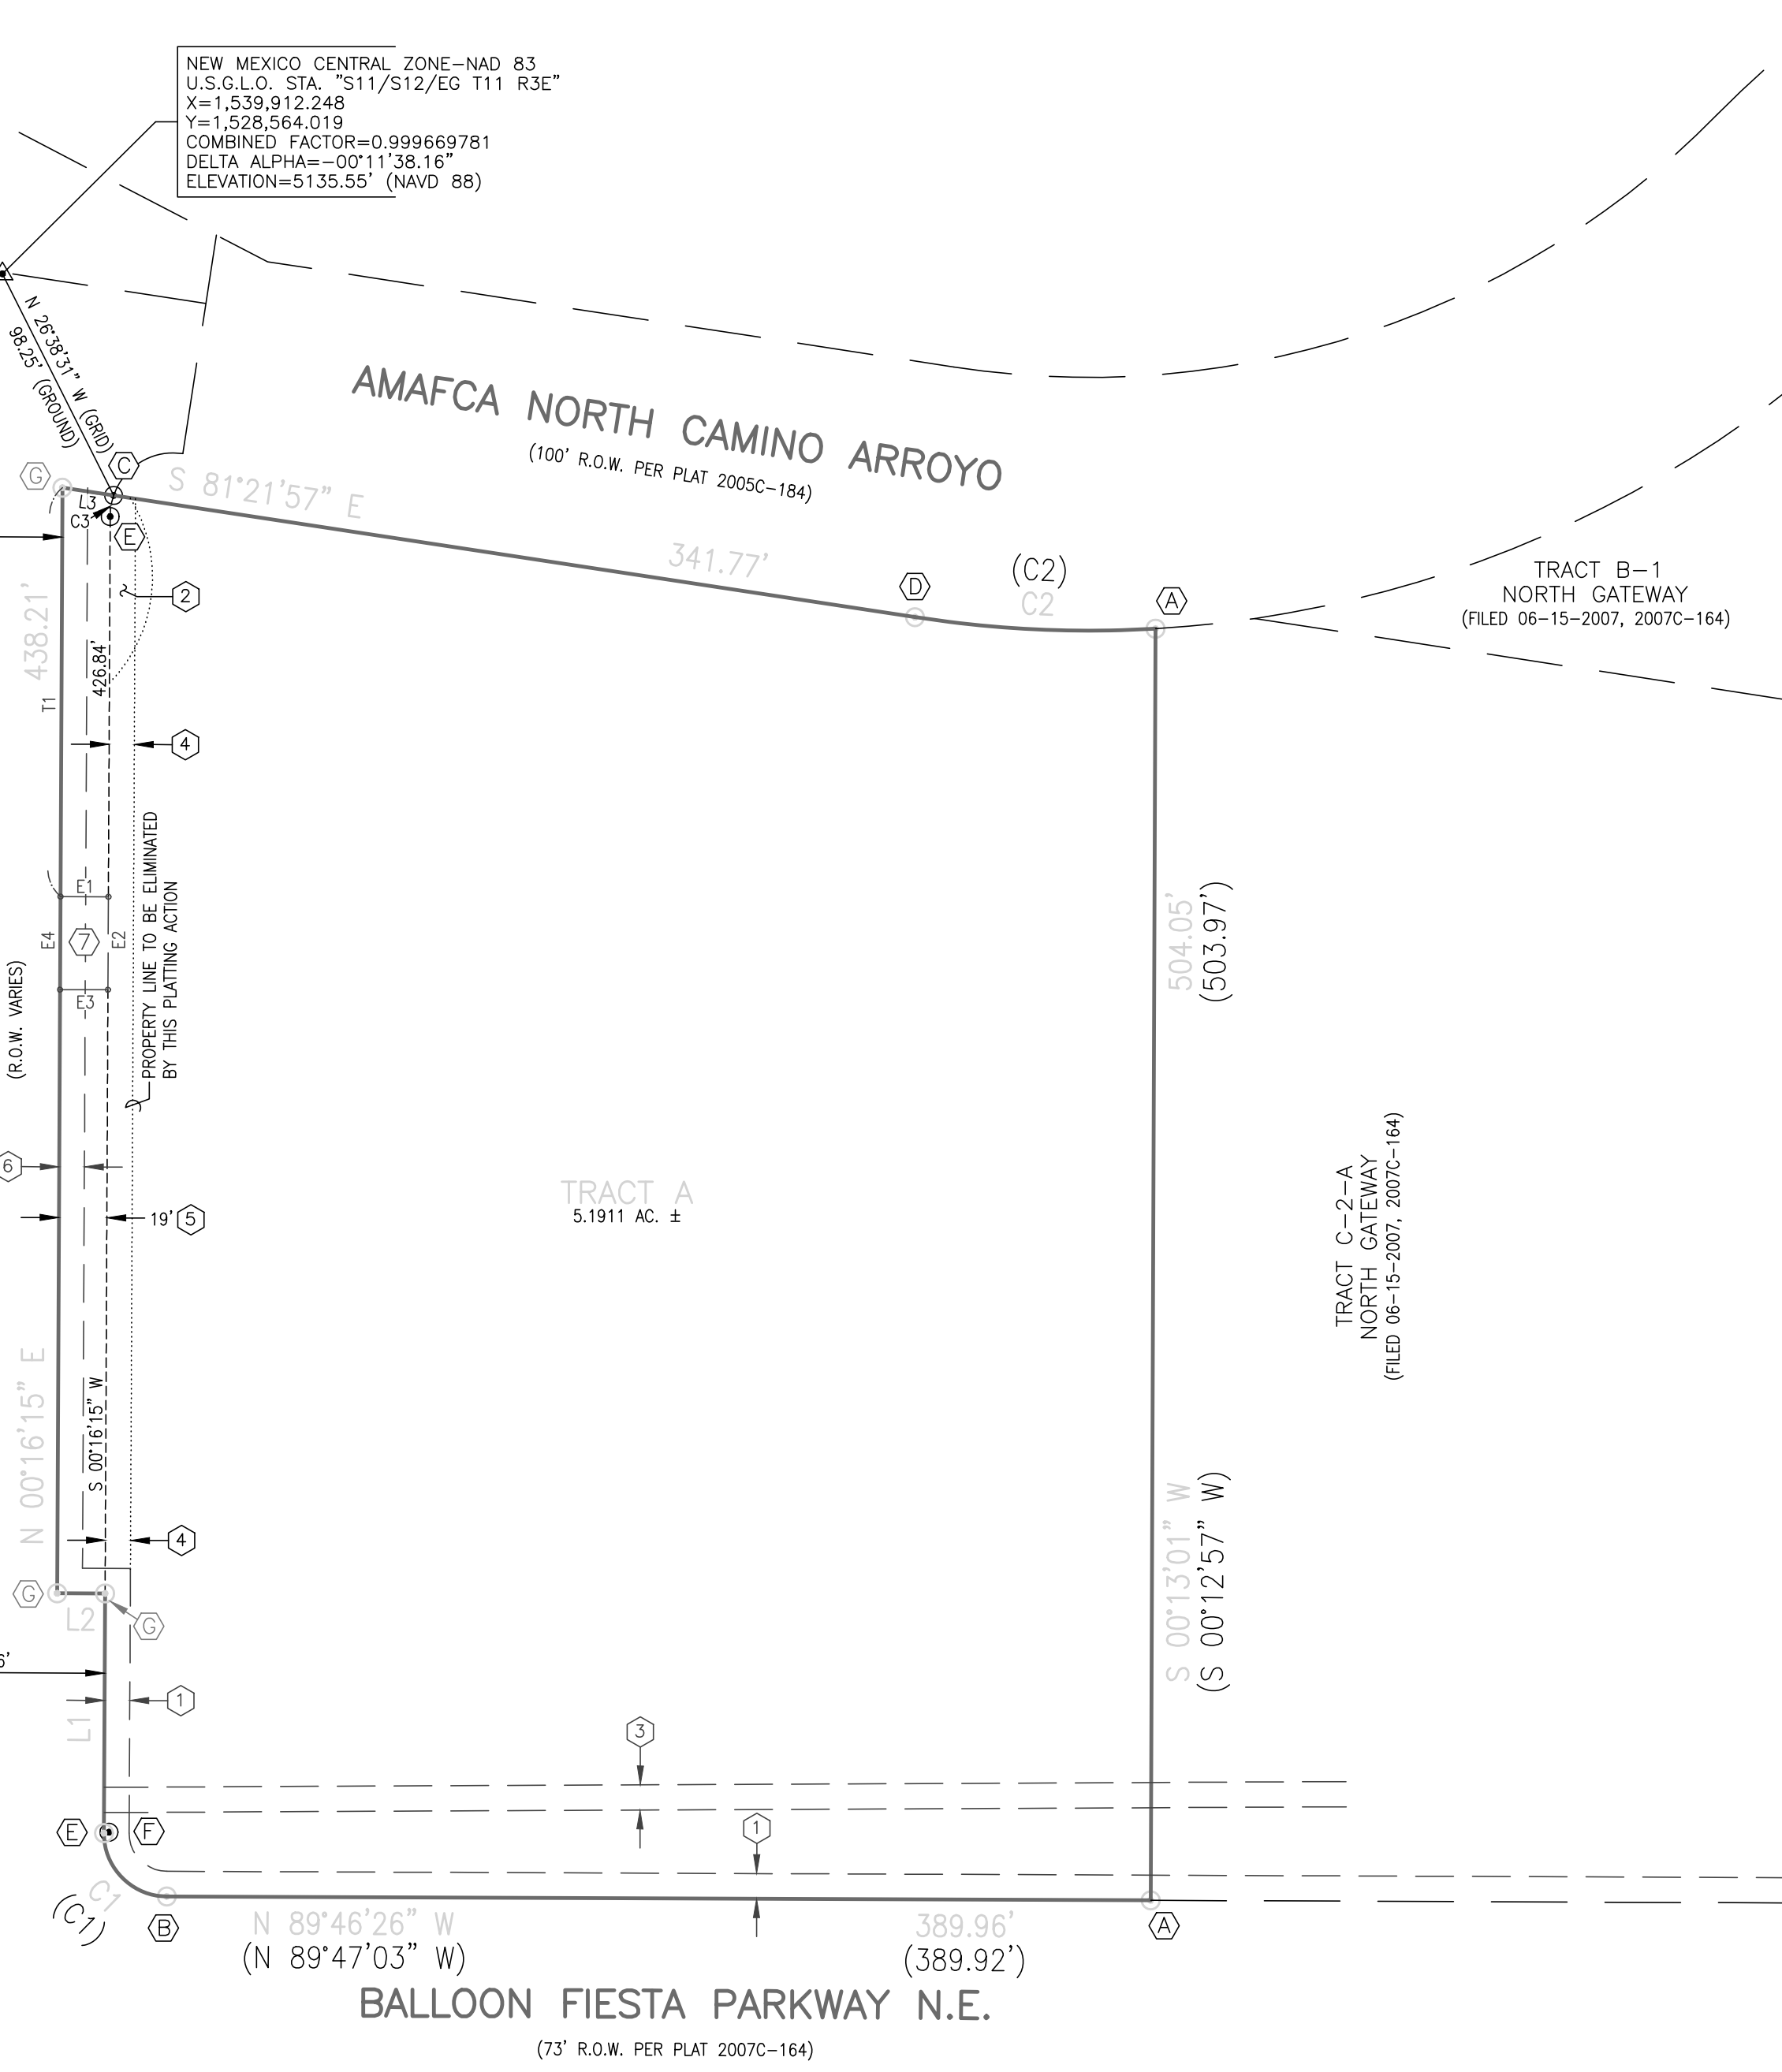 NEW MEXICO CENTRAL ZONE-NAD 83
U.S.G.L.O. STA. "S11/S12/EG T11 R3E"
X=1,539,912.248
Y=1,528,564.019
COMBINED FACTOR=0.999669781
DELTA ALPHA=-00°11'38.16"
ELEVATION=5135.55' (NAVD 88)
N 26°38'31" W (GRID)
98.25' (GROUND)
AMAFCA NORTH CAMINO ARROYO
(100' R.O.W. PER PLAT 2005C-184)
G
C
L3
C3
E
S 81°21'57" E
341.77'
D
(C2)
C2
A
TRACT B-1
NORTH GATEWAY
(FILED 06-15-2007, 2007C-164)
2
438.21'
T1
426.84'
4
PROPERTY LINE TO BE ELIMINATED
BY THIS PLATTING ACTION
E1
E4
7
E2
E3
(R.O.W. VARIES)
504.05'
(503.97')
6
19'
5
TRACT A
5.1911 AC. ±
TRACT C-2-A
NORTH GATEWAY
(FILED 06-15-2007, 2007C-164)
N 00°16'15" E
S 00°16'15" W
4
S 00°13'01" W
(S 00°12'57" W)
G
L2
G
1
L1
3
1
E
F
C1
(C1)
B
A
N 89°46'26" W
(N 89°47'03" W)
389.96'
(389.92')
BALLOON FIESTA PARKWAY N.E.
(73' R.O.W. PER PLAT 2007C-164)